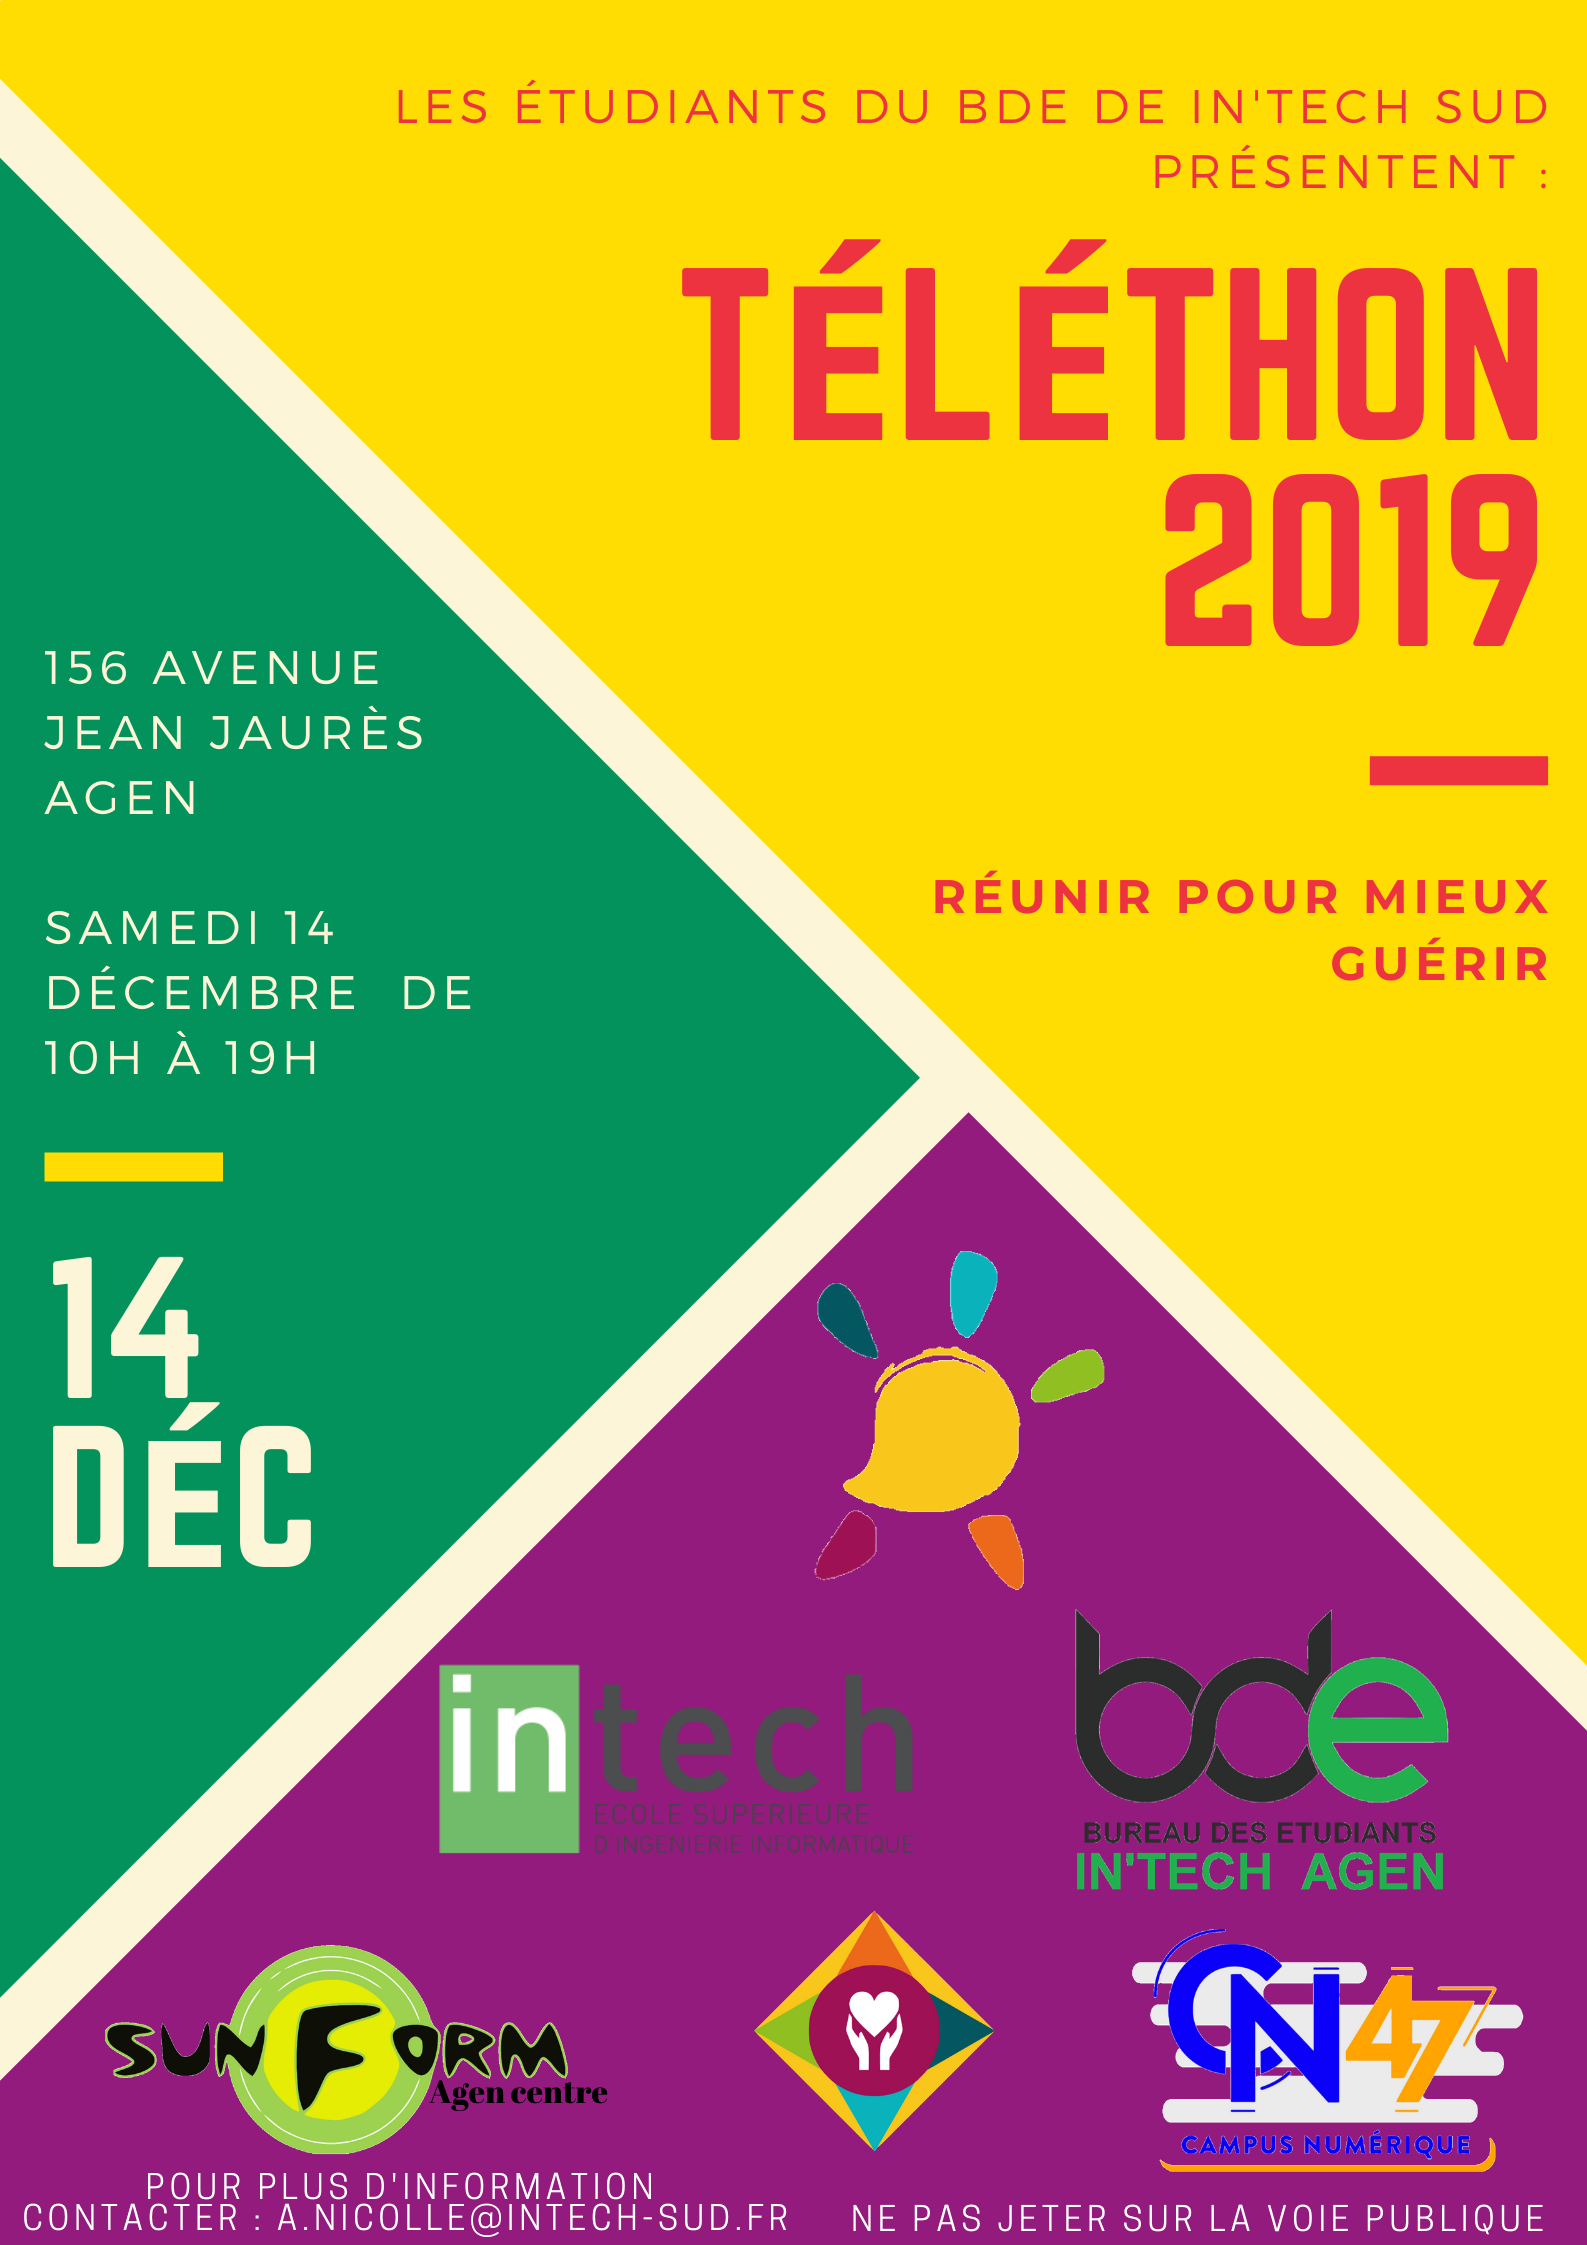 LES ÉTUDIANTS DU BDE DE IN'TECH SUD
PRÉSENTENT :
TÉLÉTHON
2019
RÉUNIR POUR MIEUX
GUÉRIR
156 AVENUE
JEAN JAURÈS
AGEN
SAMEDI 14
DÉCEMBRE  DE
10H À 19H
14
DÉC
intech
ECOLE SUPERIEURE
D INGENIERIE INFORMATIQUE
bde
BUREAU DES ETUDIANTS
IN'TECH  AGEN
SUNFORM
Agen centre
CN47
CAMPUS NUMÉRIQUE
POUR PLUS D'INFORMATION
CONTACTER : A.NICOLLE@INTECH-SUD.FR
NE PAS JETER SUR LA VOIE PUBLIQUE